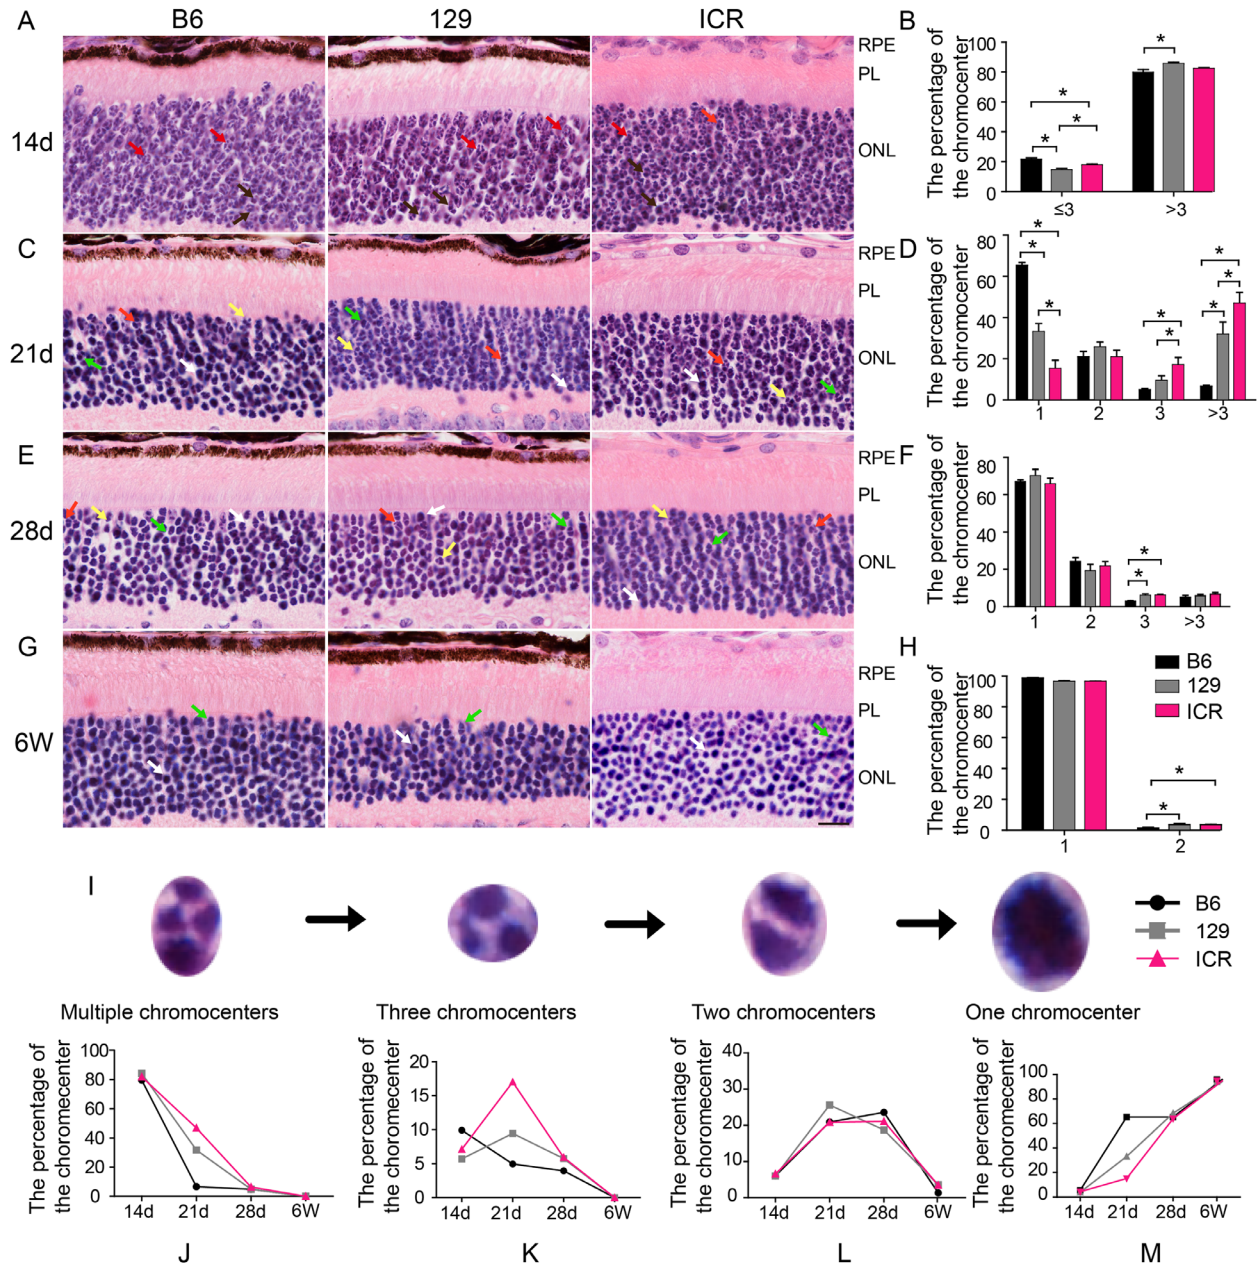 A B6 129 ICR B
14d
RPE
PL
ONL
The percentage of
the chromocenter
100
80
60
40
20
0
* * * *
≤3 >3
C D
21d
RPE
PL
ONL
The percentage of
the chromocenter
80
60
40
20
0
* * * * * * * *
1 2 3 >3
E F
28d
RPE
PL
ONL
The percentage of
the chromocenter
80
60
40
20
0
* *
1 2 3 >3
G H
6W
RPE
PL
ONL
The percentage of
the chromocenter
100
80
60
40
20
0
B6
129
ICR
* *
1 2
I
B6
129
ICR
Multiple chromocenters Three chromocenters Two chromocenters One chromocenter
The percentage of
the choromecenter
100
80
60
40
20
0
14d 21d 28d 6W
J
The percentage of
the choromecenter
20
15
10
5
0
14d 21d 28d 6W
K
The percentage of
the choromecenter
40
30
20
10
0
14d 21d 28d 6W
L
The percentage of
the choromecenter
100
80
60
40
20
0
14d 21d 28d 6W
M